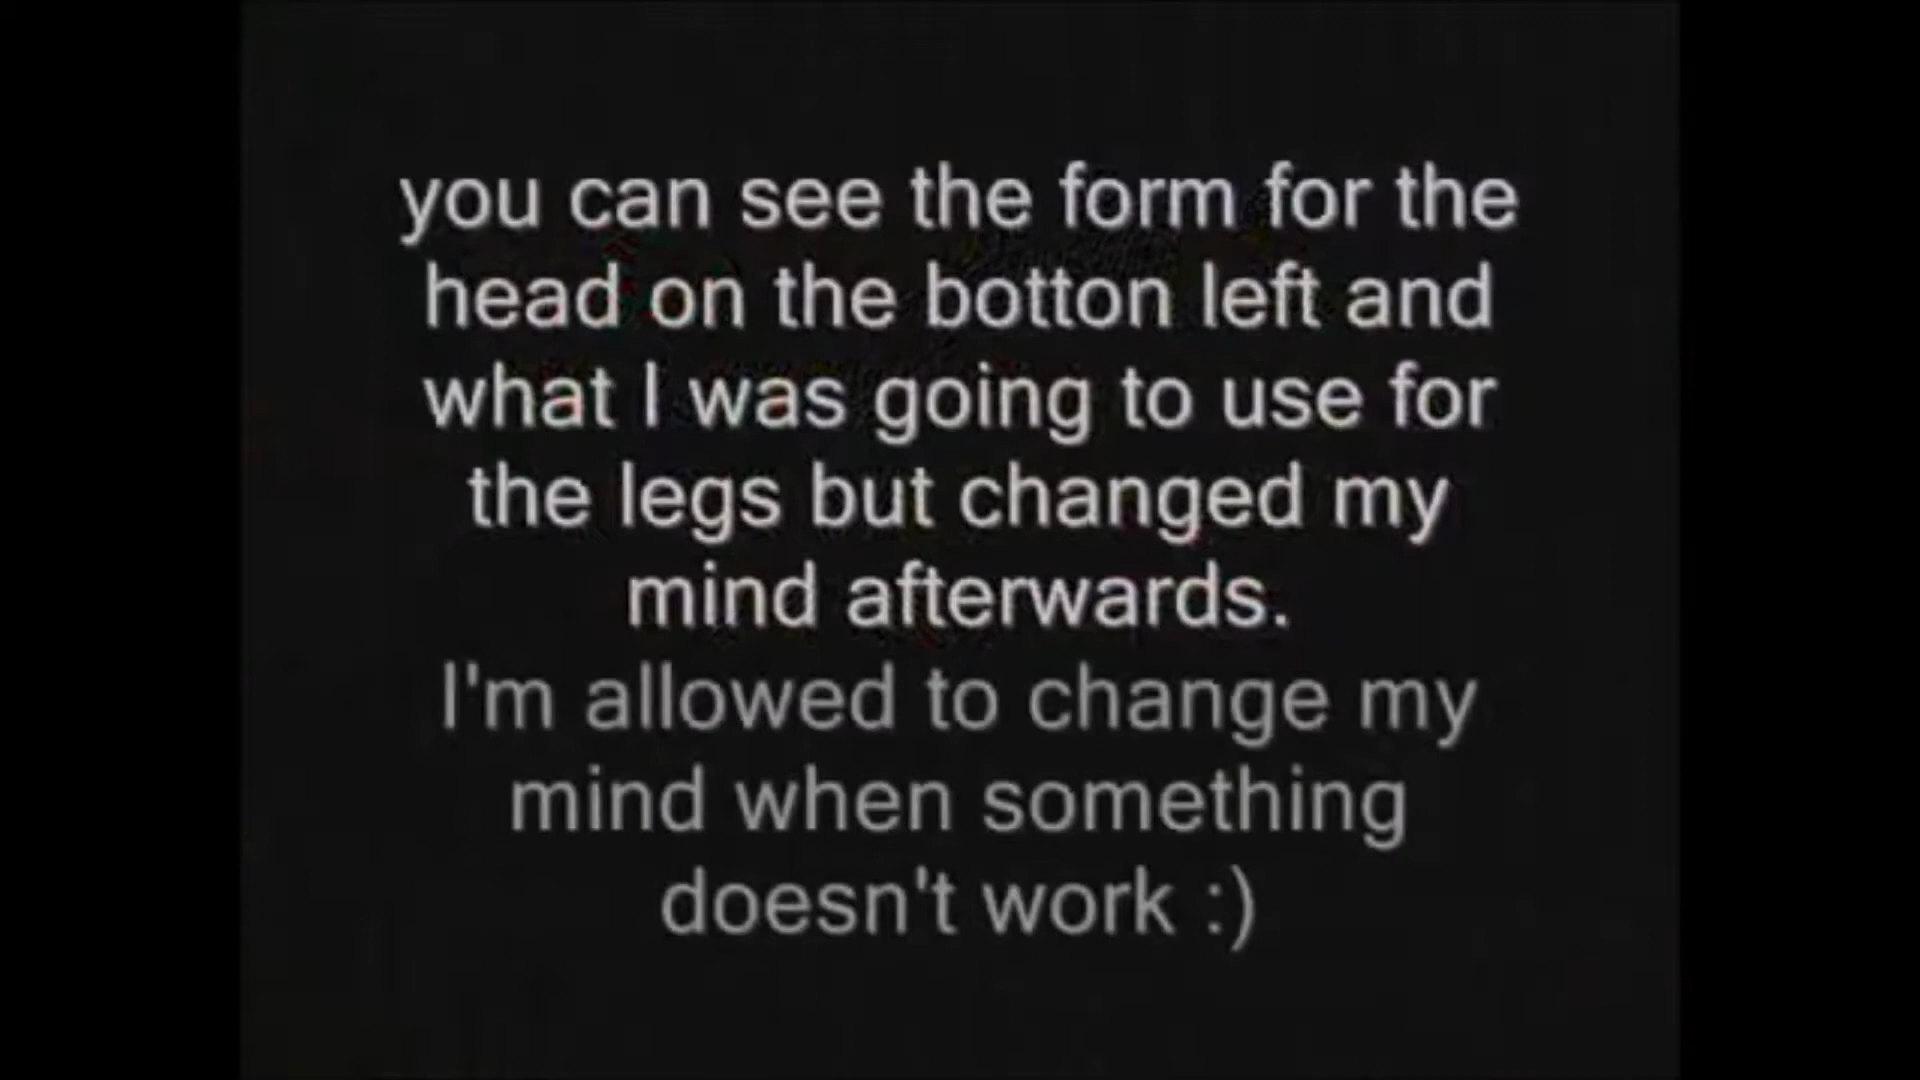 you can see the form for the
head on the botton left and
what I was going to use for
the legs but changed my
mind afterwards.
I'm allowed to change my
mind when something
doesn't work :)